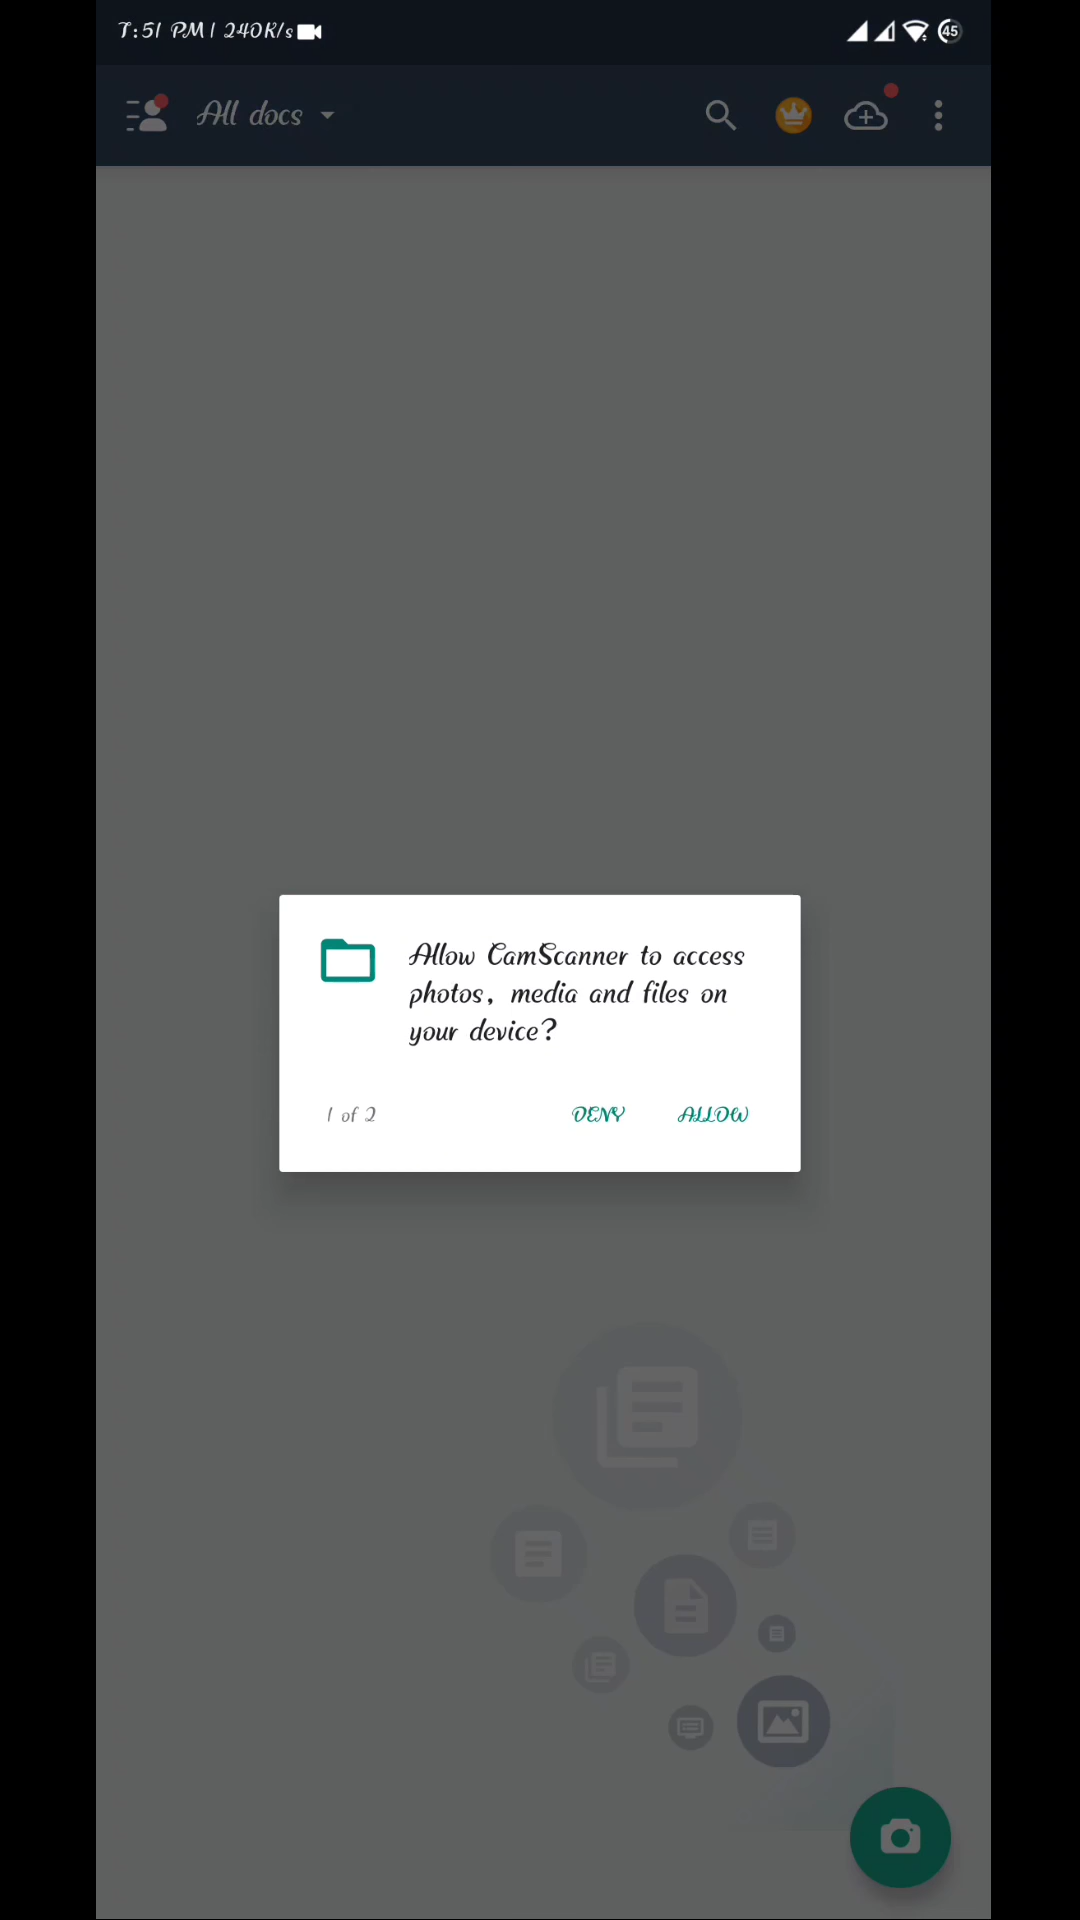 7:51 PM | 240K/s
45
All docs
Allow CamScanner to access
photos, media and files on
your device?
1 of 2
DENY
ALLOW